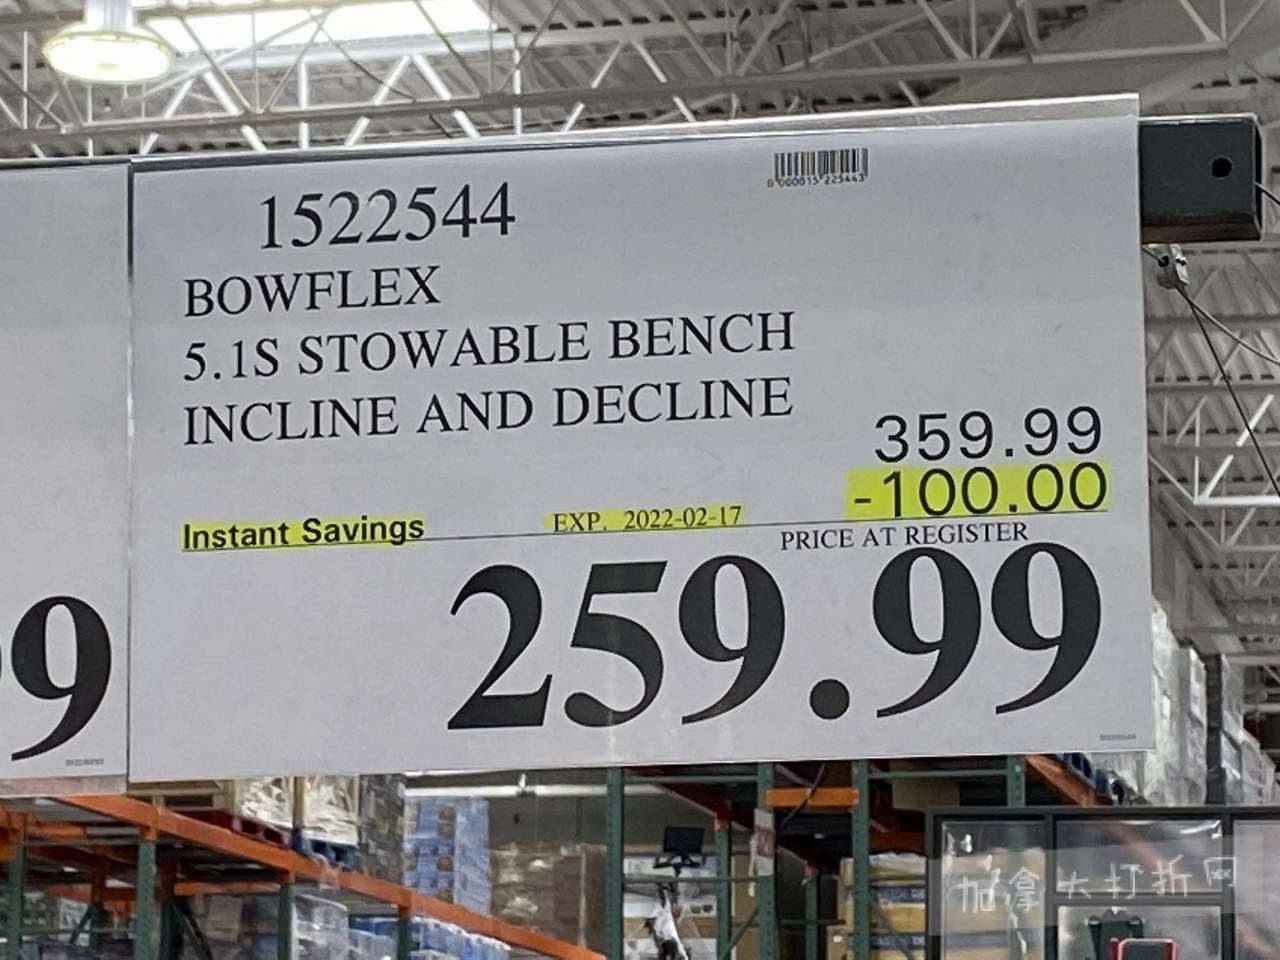 1522544
BOWFLEX
5.1S STOWABLE BENCH
INCLINE AND DECLINE
359.99
-100.00
Instant Savings EXP. 2022-02-17
PRICE AT REGISTER
259.99
9
加拿大打折网